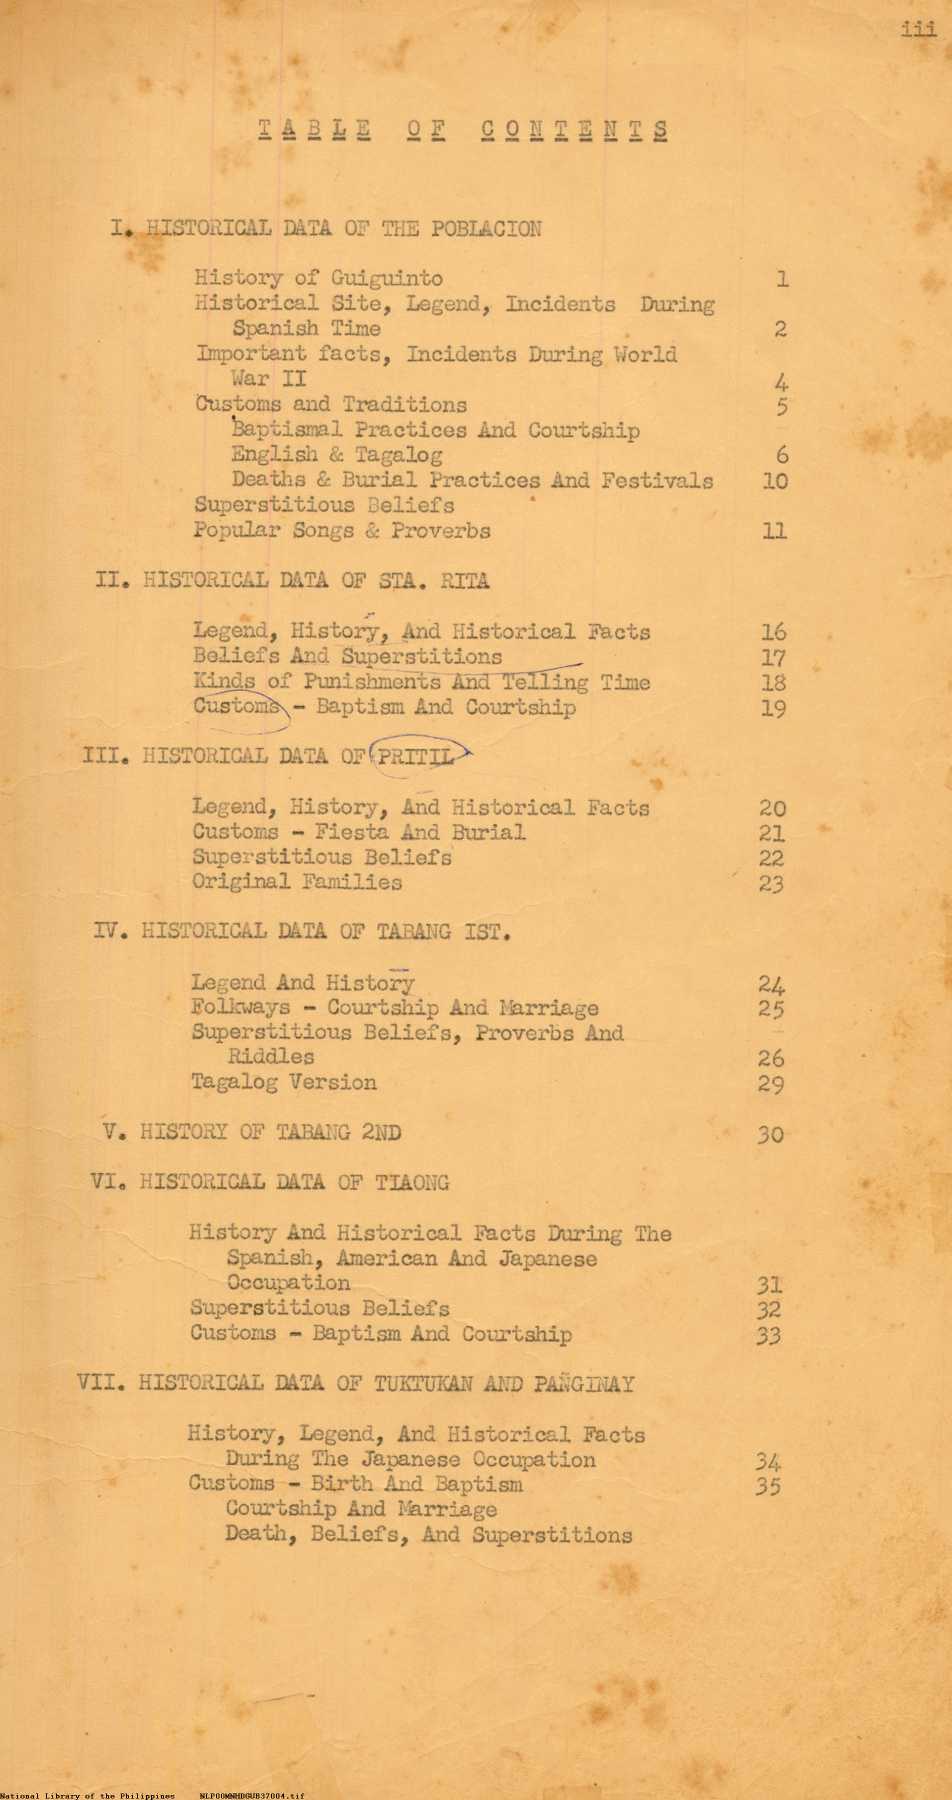 iii
TABLE OF CONTENTS
I. HISTORICAL DATA OF THE POBLACION
History of Guiguinto 1
Historical Site, Legend, Incidents During
Spanish Time 2
Important facts, Incidents During World
War II 4
Customs and Traditions 5
Baptismal Practices And Courtship
English & Tagalog 6
Deaths & Burial Practices And Festivals 10
Superstitious Beliefs
Popular Songs & Proverbs 11
II. HISTORICAL DATA OF STA. RITA
Legend, History, And Historical Facts 16
Beliefs And Superstitions 17
Kinds of Punishments And Telling Time 18
Customs - Baptism And Courtship 19
III. HISTORICAL DATA OF PRITIL
Legend, History, And Historical Facts 20
Customs - Fiesta And Burial 21
Superstitious Beliefs 22
Original Families 23
IV. HISTORICAL DATA OF TABANG IST.
Legend And History 24
Folkways - Courtship And Marriage 25
Superstitious Beliefs, Proverbs And
Riddles 26
Tagalog Version 29
V. HISTORY OF TABANG 2ND 30
VI. HISTORICAL DATA OF TIAONG
History And Historical Facts During The
Spanish, American And Japanese
Occupation 31
Superstitious Beliefs 32
Customs - Baptism And Courtship 33
VII. HISTORICAL DATA OF TUKTUKAN AND PAÑGINAY
History, Legend, And Historical Facts
During The Japanese Occupation 34
Customs - Birth And Baptism 35
Courtship And Marriage
Death, Beliefs, And Superstitions
National Library of the Philippines NLPOOMNHDGUB37004.tif